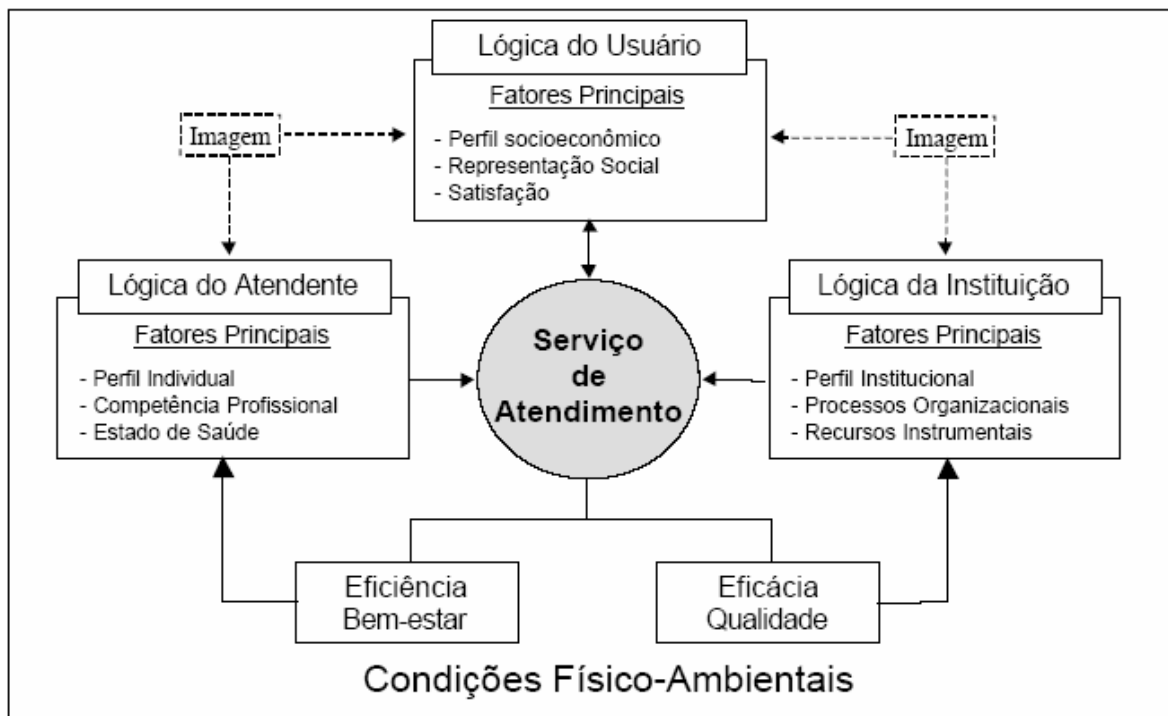 Lógica do Usuário
Fatores Principais
- Perfil socioeconômico
- Representação Social
- Satisfação
Imagem
Imagem
Lógica do Atendente
Fatores Principais
- Perfil Individual
- Competência Profissional
- Estado de Saúde
Serviço
de
Atendimento
Lógica da Instituição
Fatores Principais
- Perfil Institucional
- Processos Organizacionais
- Recursos Instrumentais
Eficiência
Bem-estar
Eficácia
Qualidade
Condições Físico-Ambientais